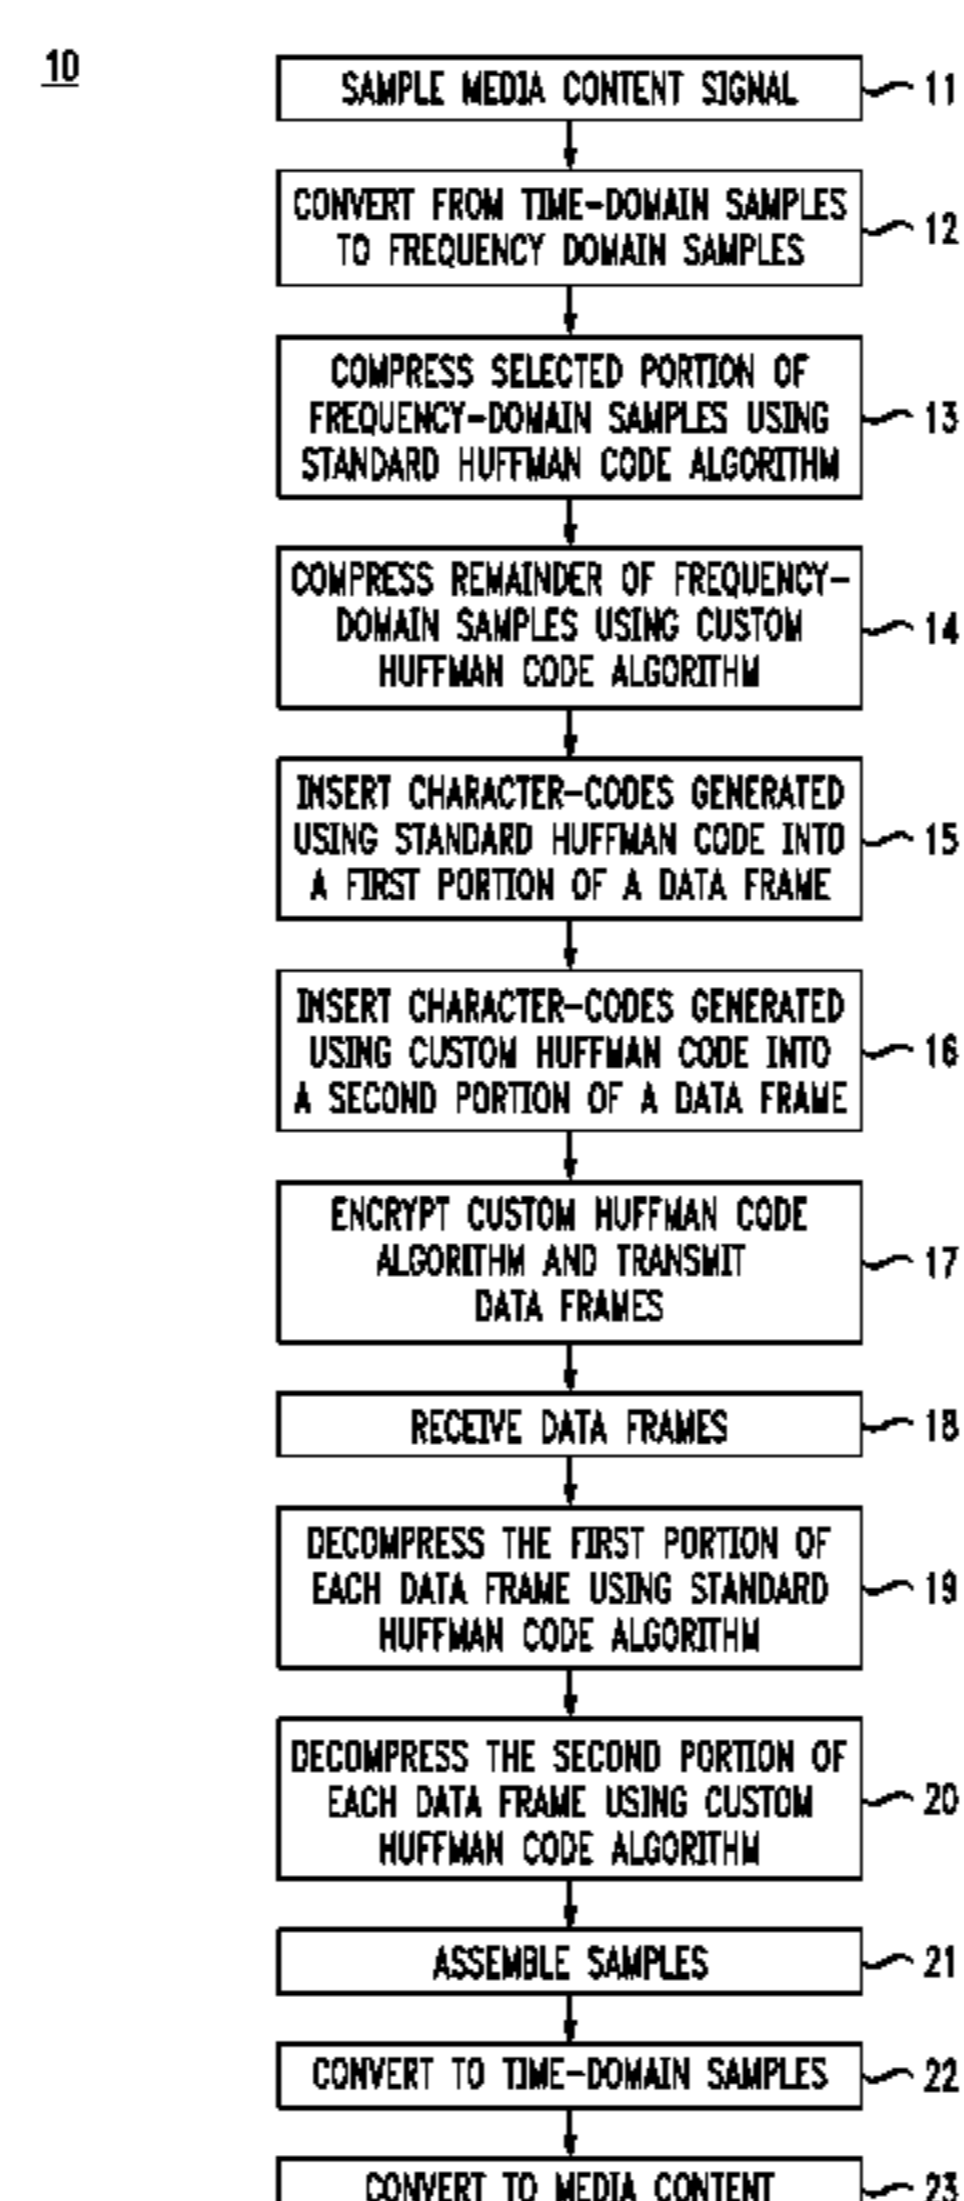 10
SAMPLE MEDIA CONTENT SIGNAL
11
CONVERT FROM TIME-DOMAIN SAMPLES
TO FREQUENCY DOMAIN SAMPLES
12
COMPRESS SELECTED PORTION OF
FREQUENCY-DOMAIN SAMPLES USING
STANDARD HUFFMAN CODE ALGORITHM
13
COMPRESS REMAINDER OF FREQUENCY-
DOMAIN SAMPLES USING CUSTOM
HUFFMAN CODE ALGORITHM
14
INSERT CHARACTER-CODES GENERATED
USING STANDARD HUFFMAN CODE INTO
A FIRST PORTION OF A DATA FRAME
15
INSERT CHARACTER-CODES GENERATED
USING CUSTOM HUFFMAN CODE INTO
A SECOND PORTION OF A DATA FRAME
16
ENCRYPT CUSTOM HUFFMAN CODE
ALGORITHM AND TRANSMIT
DATA FRAMES
17
RECEIVE DATA FRAMES
18
DECOMPRESS THE FIRST PORTION OF
EACH DATA FRAME USING STANDARD
HUFFMAN CODE ALGORITHM
19
DECOMPRESS THE SECOND PORTION OF
EACH DATA FRAME USING CUSTOM
HUFFMAN CODE ALGORITHM
20
ASSEMBLE SAMPLES
21
CONVERT TO TIME-DOMAIN SAMPLES
22
CONVERT TO MEDIA CONTENT
23